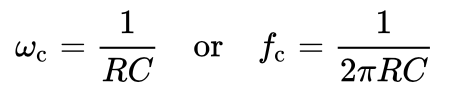 ω_c = 1/RC or f_c = 1/2πRC